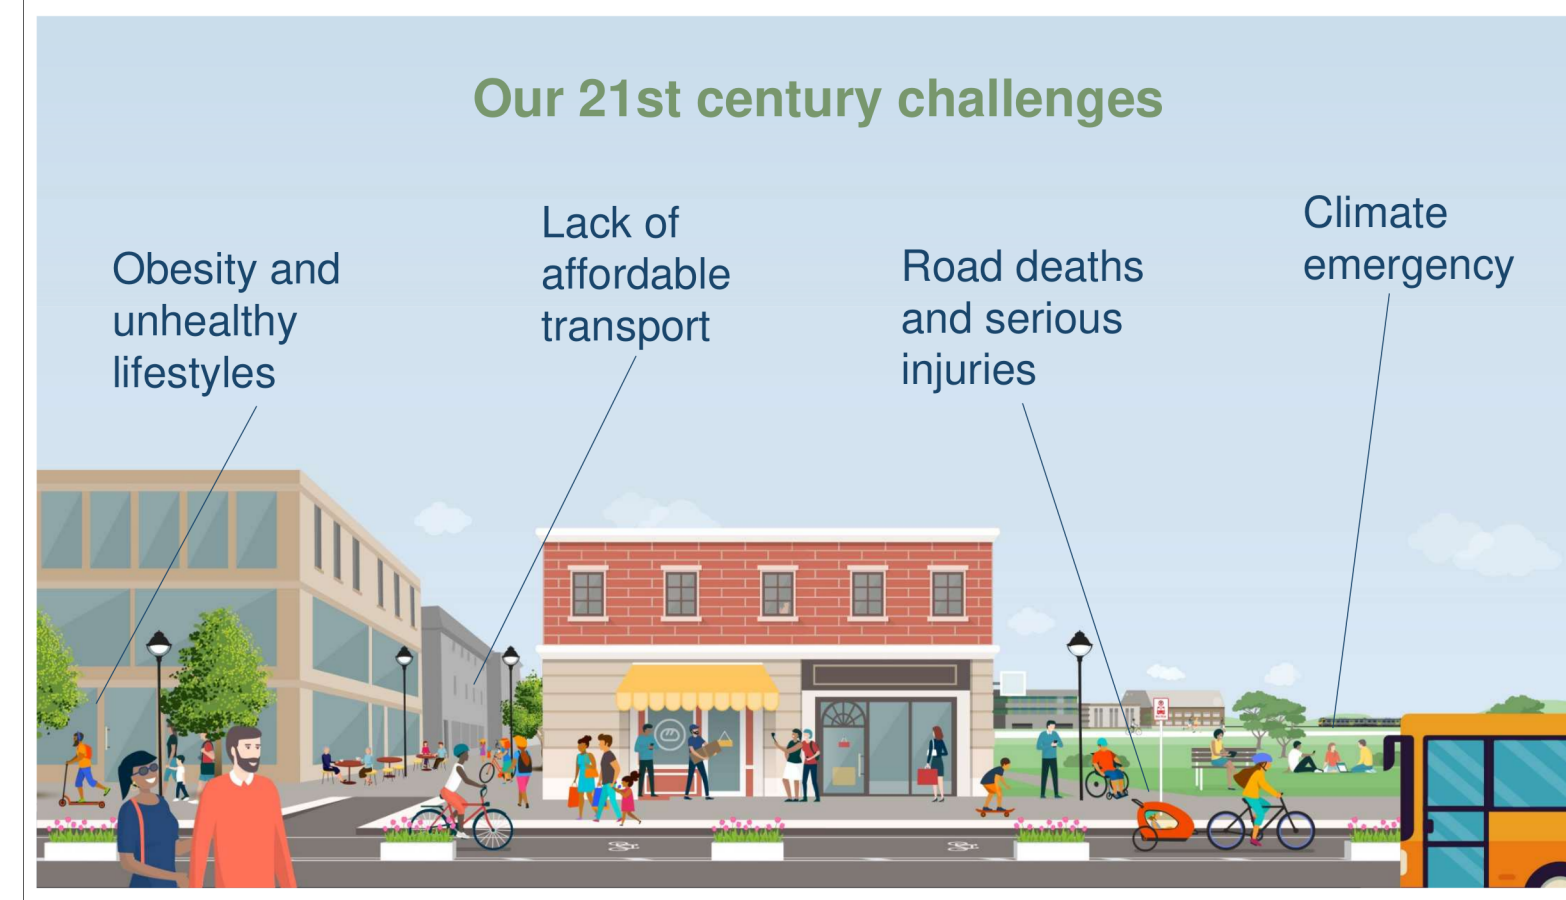 Our 21st century challenges
Obesity and
unhealthy
lifestyles
Lack of
affordable
transport
Road deaths
and serious
injuries
Climate
emergency